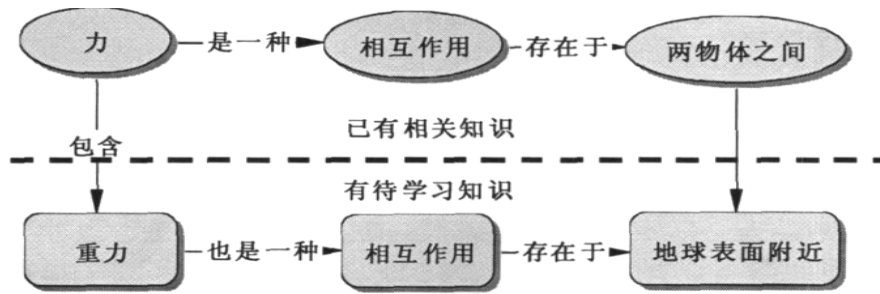 力 是一种 相互作用 存在于 两物体之间
包含
已有相关知识
有待学习知识
重力 也是一种 相互作用 存在于 地球表面附近